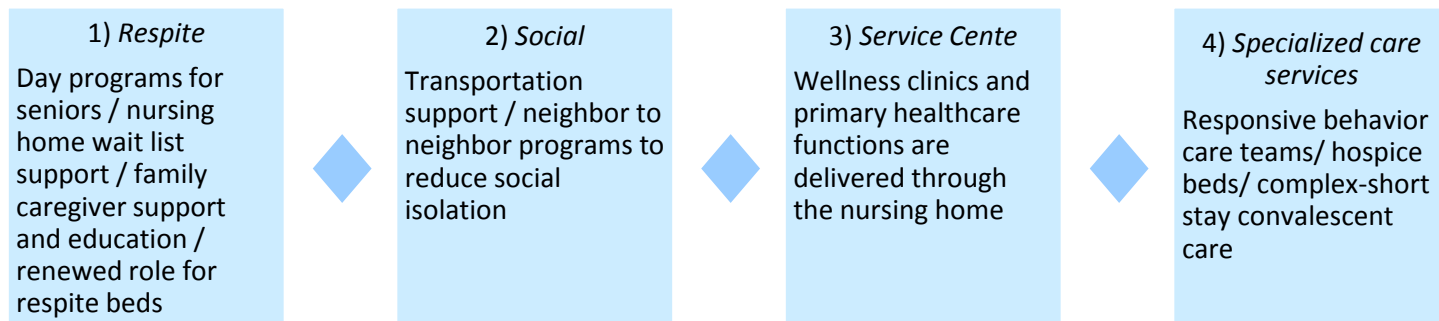 1) Respite
Day programs for
seniors / nursing
home wait list
support / family
caregiver support
and education /
renewed role for
respite beds
2) Social
Transportation
support / neighbor to
neighbor programs to
reduce social
isolation
3) Service Cente
Wellness clinics and
primary healthcare
functions are
delivered through
the nursing home
4) Specialized care
services
Responsive behavior
care teams/ hospice
beds/ complex-short
stay convalescent
care